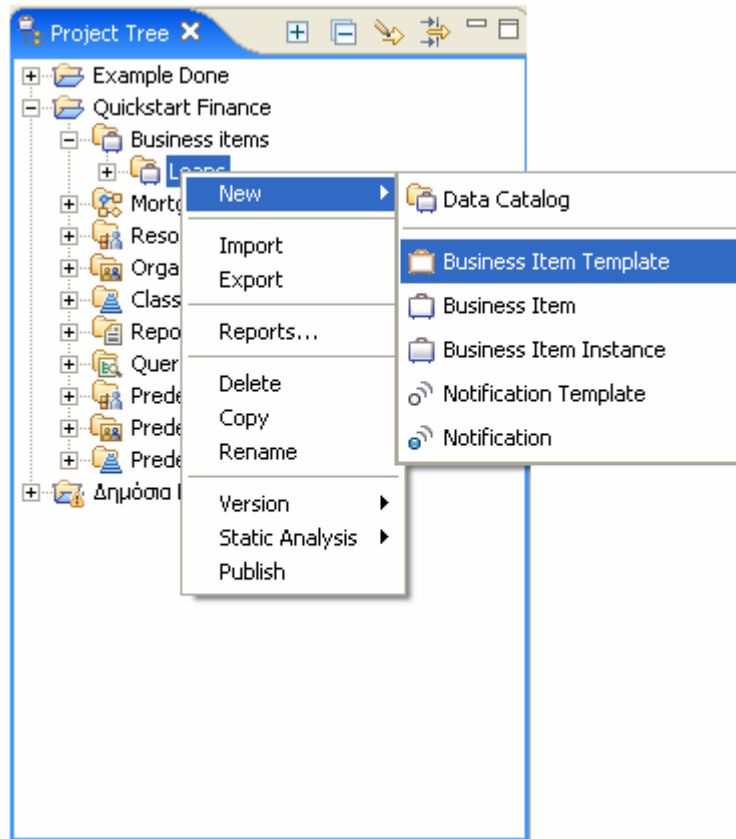 Project Tree
Example Done
Quickstart Finance
Business items
Loans
New
Data Catalog
Import
Export
Reports...
Delete
Copy
Rename
Version
Static Analysis
Publish
Business Item Template
Business Item
Business Item Instance
Notification Template
Notification
Δημόσια